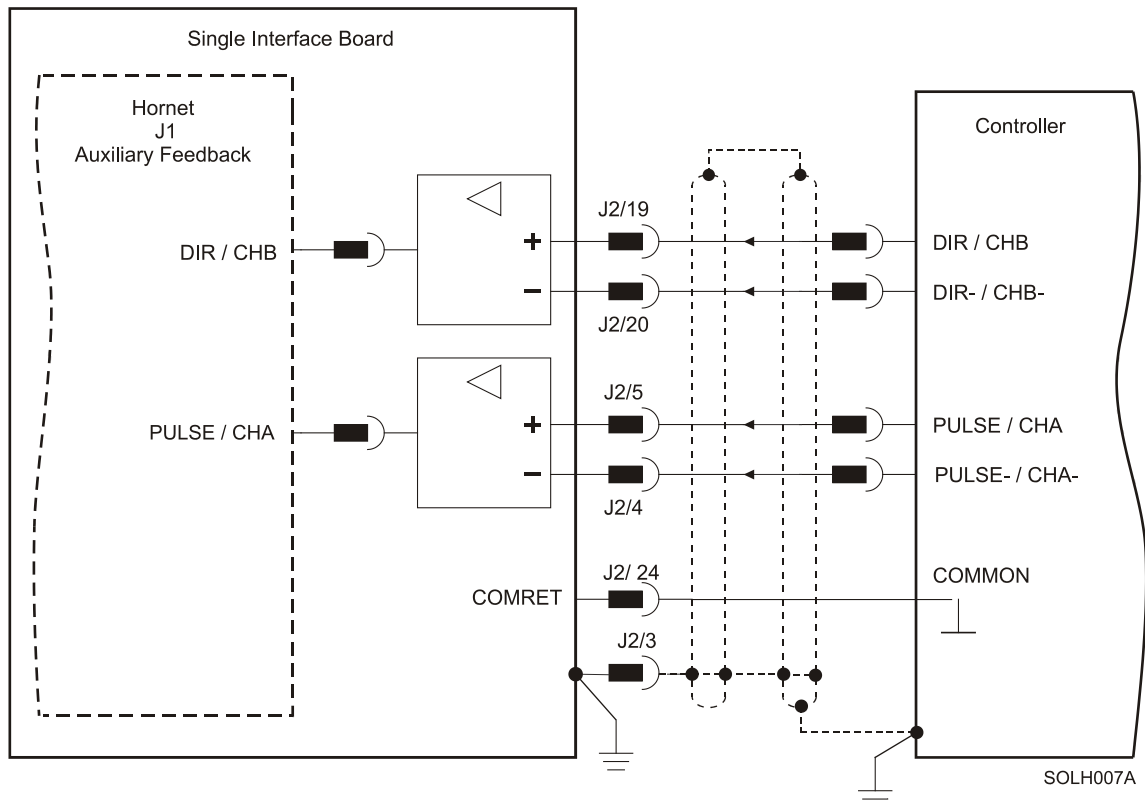 Single Interface Board
Hornet
J1
Auxiliary Feedback
Controller
J2/19
DIR / CHB
+
DIR / CHB
−
DIR- / CHB-
J2/20
J2/5
PULSE / CHA
+
PULSE / CHA
−
PULSE- / CHA-
J2/4
J2/ 24
COMMON
COMRET
J2/3
SOLH007A